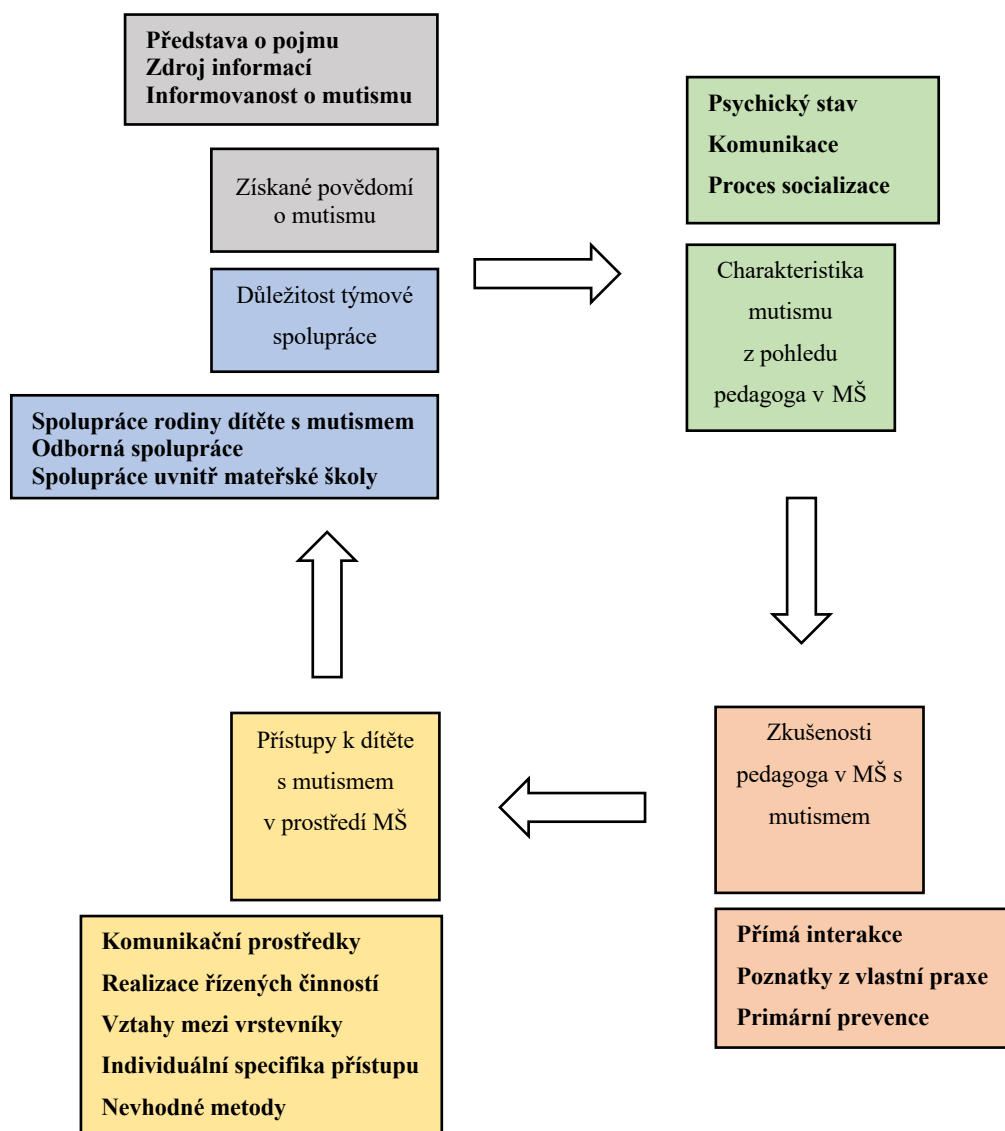 Představa o pojmu
Zdroj informací
Informovanost o mutismu
Získané povědomí
o mutismu
Důležitost týmové
spolupráce
Spolupráce rodiny dítěte s mutismem
Odborná spolupráce
Spolupráce uvnitř mateřské školy
Psychický stav
Komunikace
Proces socializace
Charakteristika
mutismu
z pohledu
pedagoga v MŠ
Přístupy k dítěte
s mutismem
v prostředí MŠ
Komunikační prostředky
Realizace řízených činností
Vztahy mezi vrstevníky
Individuální specifika přístupu
Nevhodné metody
Zkušenosti
pedagoga v MŠ s
mutismem
Přímá interakce
Poznatky z vlastní praxe
Primární prevence